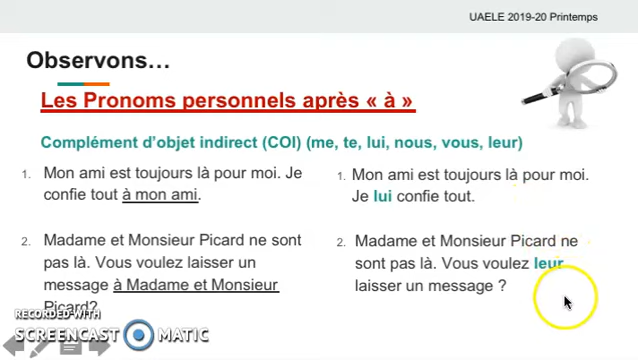 UAELE 2019-20 Printemps
Observons…
Les Pronoms personnels après « à »
Complément d'objet indirect (COI) (me, te, lui, nous, vous, leur)
1. Mon ami est toujours là pour moi. Je
confie tout à mon ami.
2. Madame et Monsieur Picard ne sont
pas là. Vous voulez laisser un
message à Madame et Monsieur
Picard?
1. Mon ami est toujours là pour moi.
Je lui confie tout.
2. Madame et Monsieur Picard ne
sont pas là. Vous voulez leur
laisser un message ?
RECORDED WITH
SCREENCAST MATIC